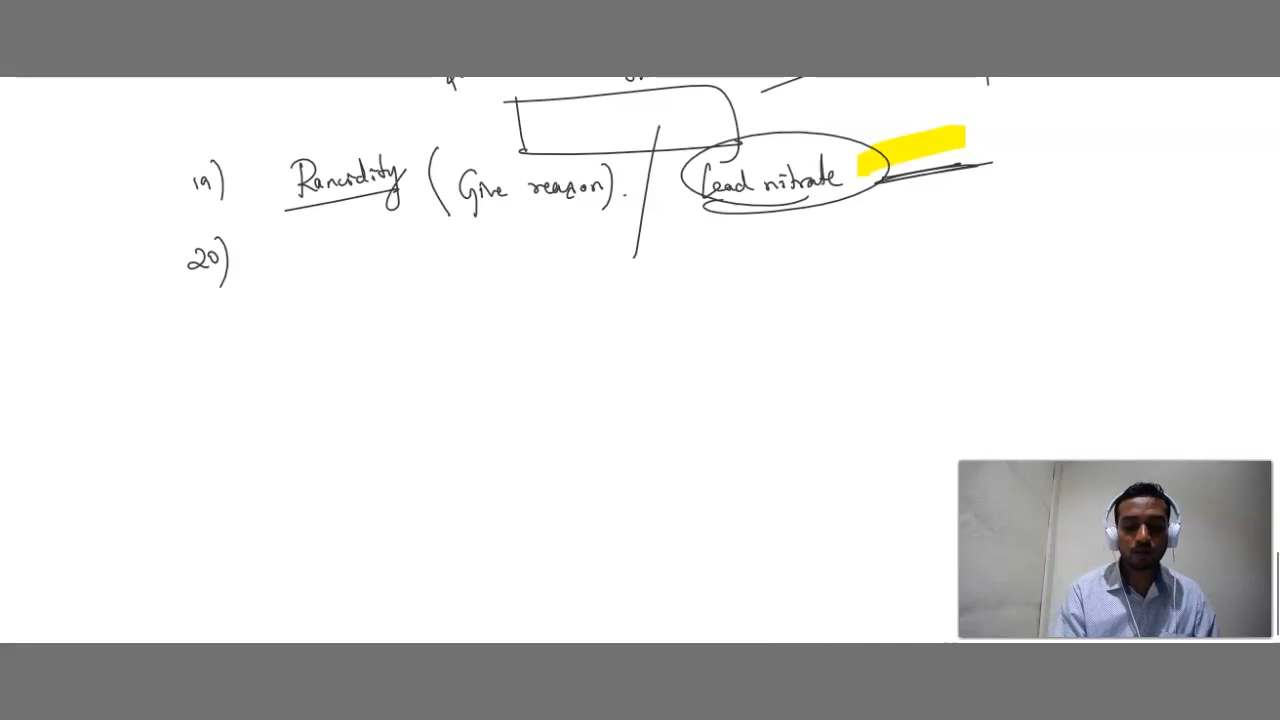 19) Rancidity (Give reason). / Lead nitrate
20)